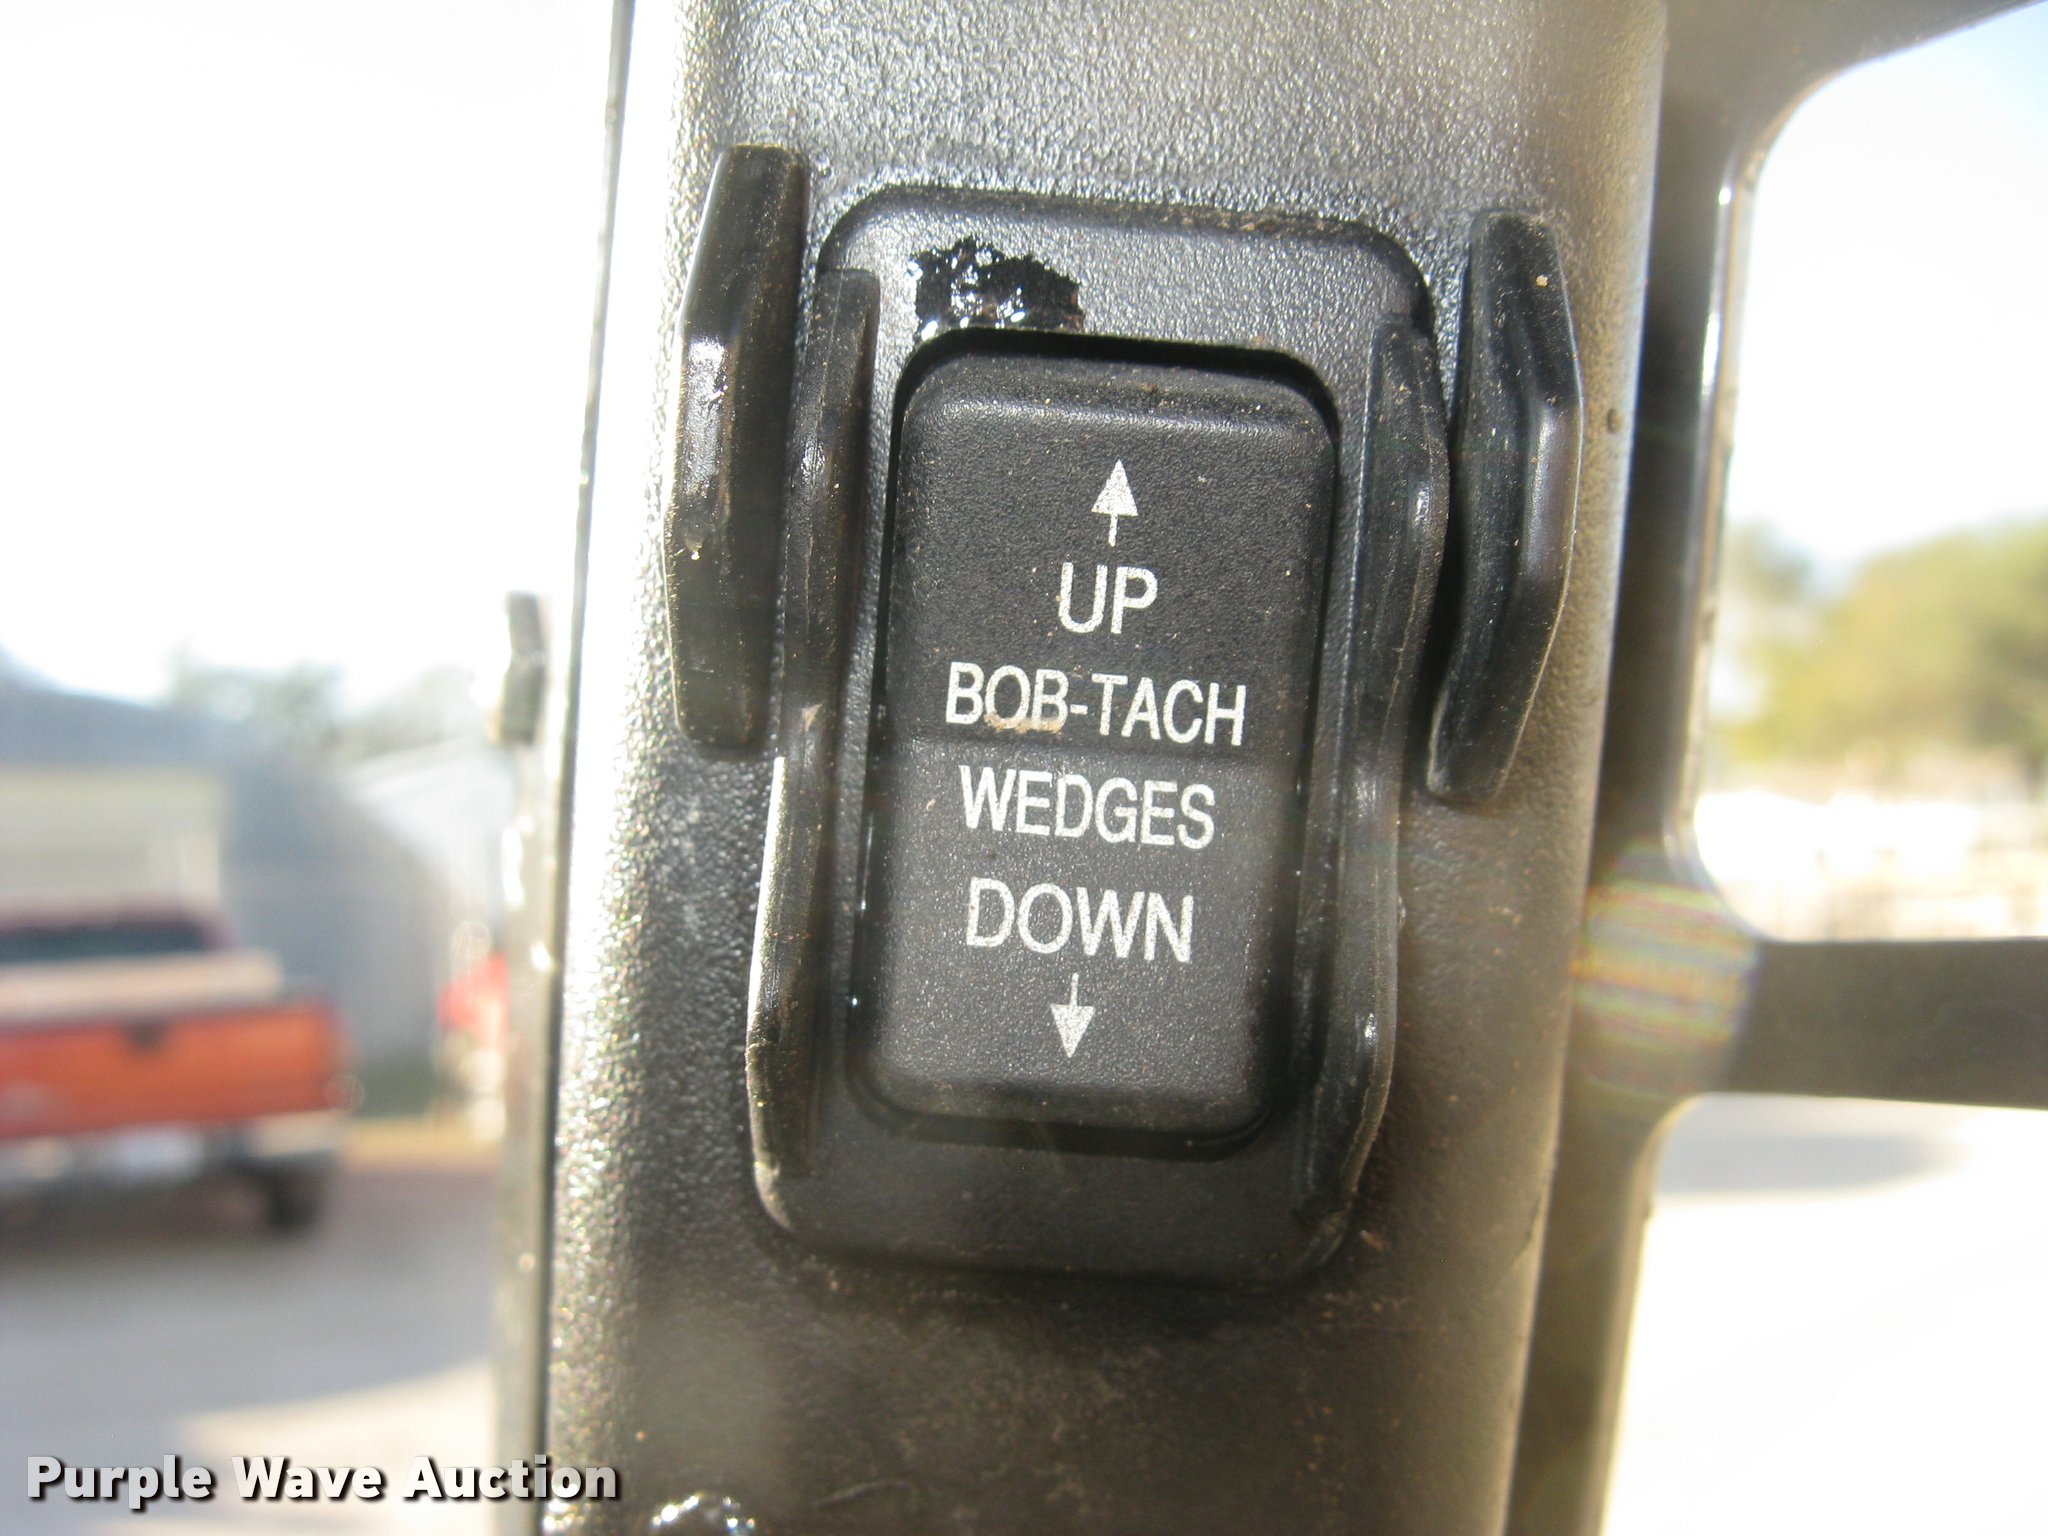 UP
BOB-TACH
WEDGES
DOWN
Purple Wave Auction